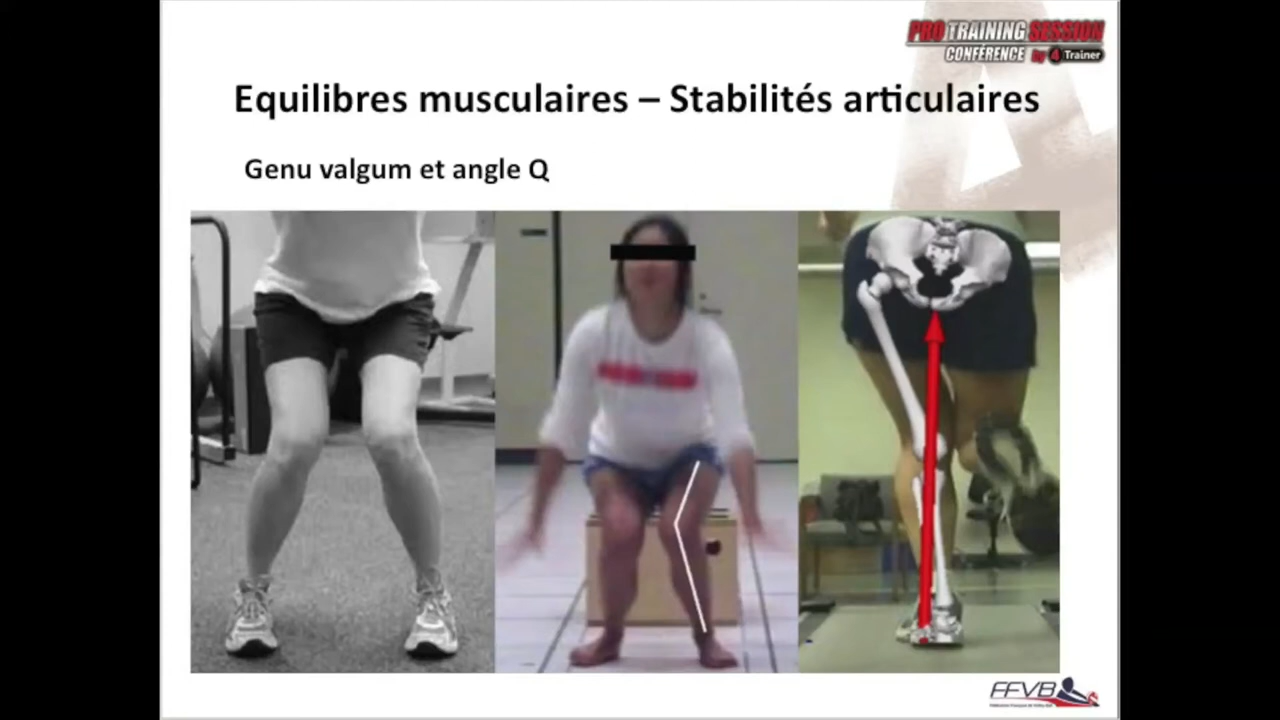 PRO TRAINING SESSION
CONFÉRENCE by 4 Trainer
Equilibres musculaires – Stabilités articulaires
Genu valgum et angle Q
FFVB